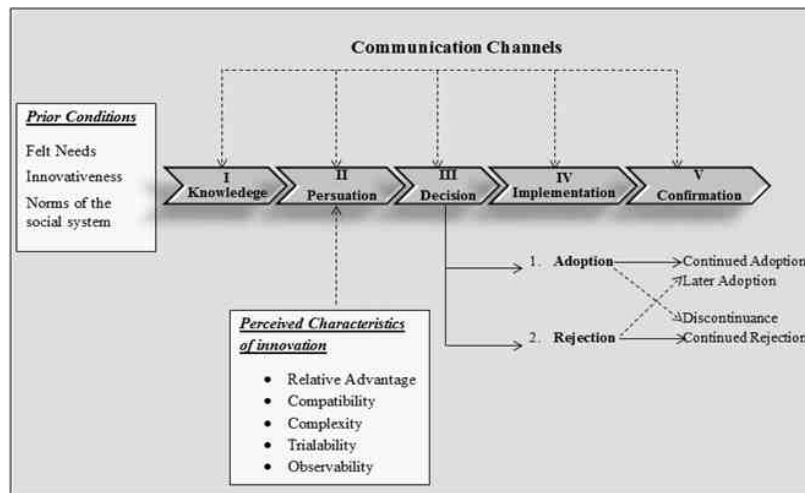 Communication Channels
Prior Conditions
Felt Needs
Innovativeness
Norms of the
social system
I
Knowledege
II
Persuation
III
Decision
IV
Implementation
V
Confirmation
1. Adoption
Continued Adoption
Later Adoption
Discontinuance
2. Rejection
Continued Rejection
Perceived Characteristics
of innovation
• Relative Advantage
• Compatibility
• Complexity
• Trialability
• Observability